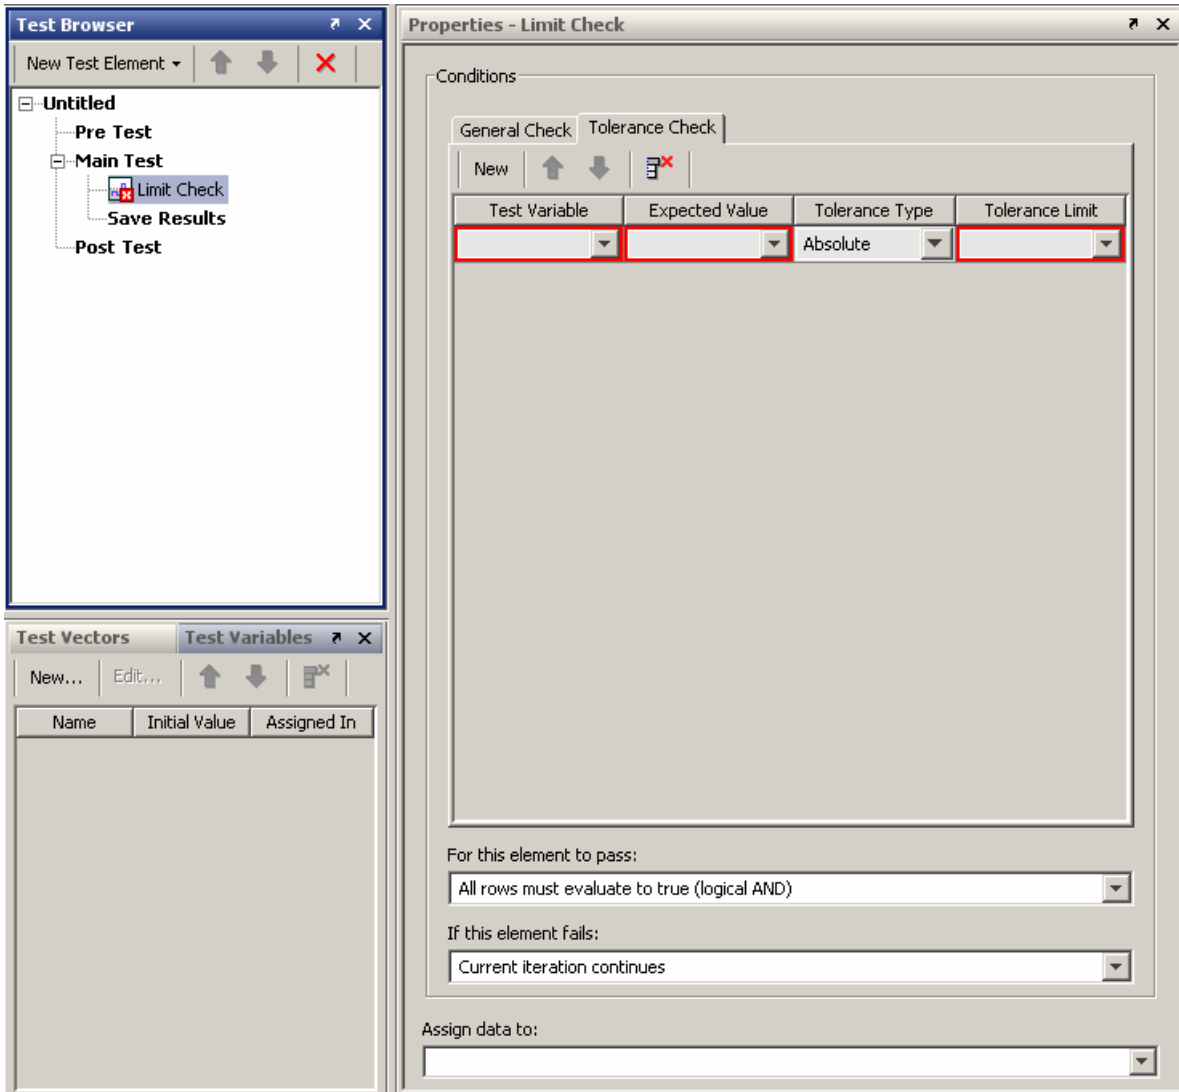 Test Browser
New Test Element
Untitled
Pre Test
Main Test
Limit Check
Save Results
Post Test
Test Vectors
Test Variables
New...
Edit...
Name
Initial Value
Assigned In
Properties - Limit Check
Conditions
General Check
Tolerance Check
New
Test Variable
Expected Value
Tolerance Type
Tolerance Limit
Absolute
For this element to pass:
All rows must evaluate to true (logical AND)
If this element fails:
Current iteration continues
Assign data to: